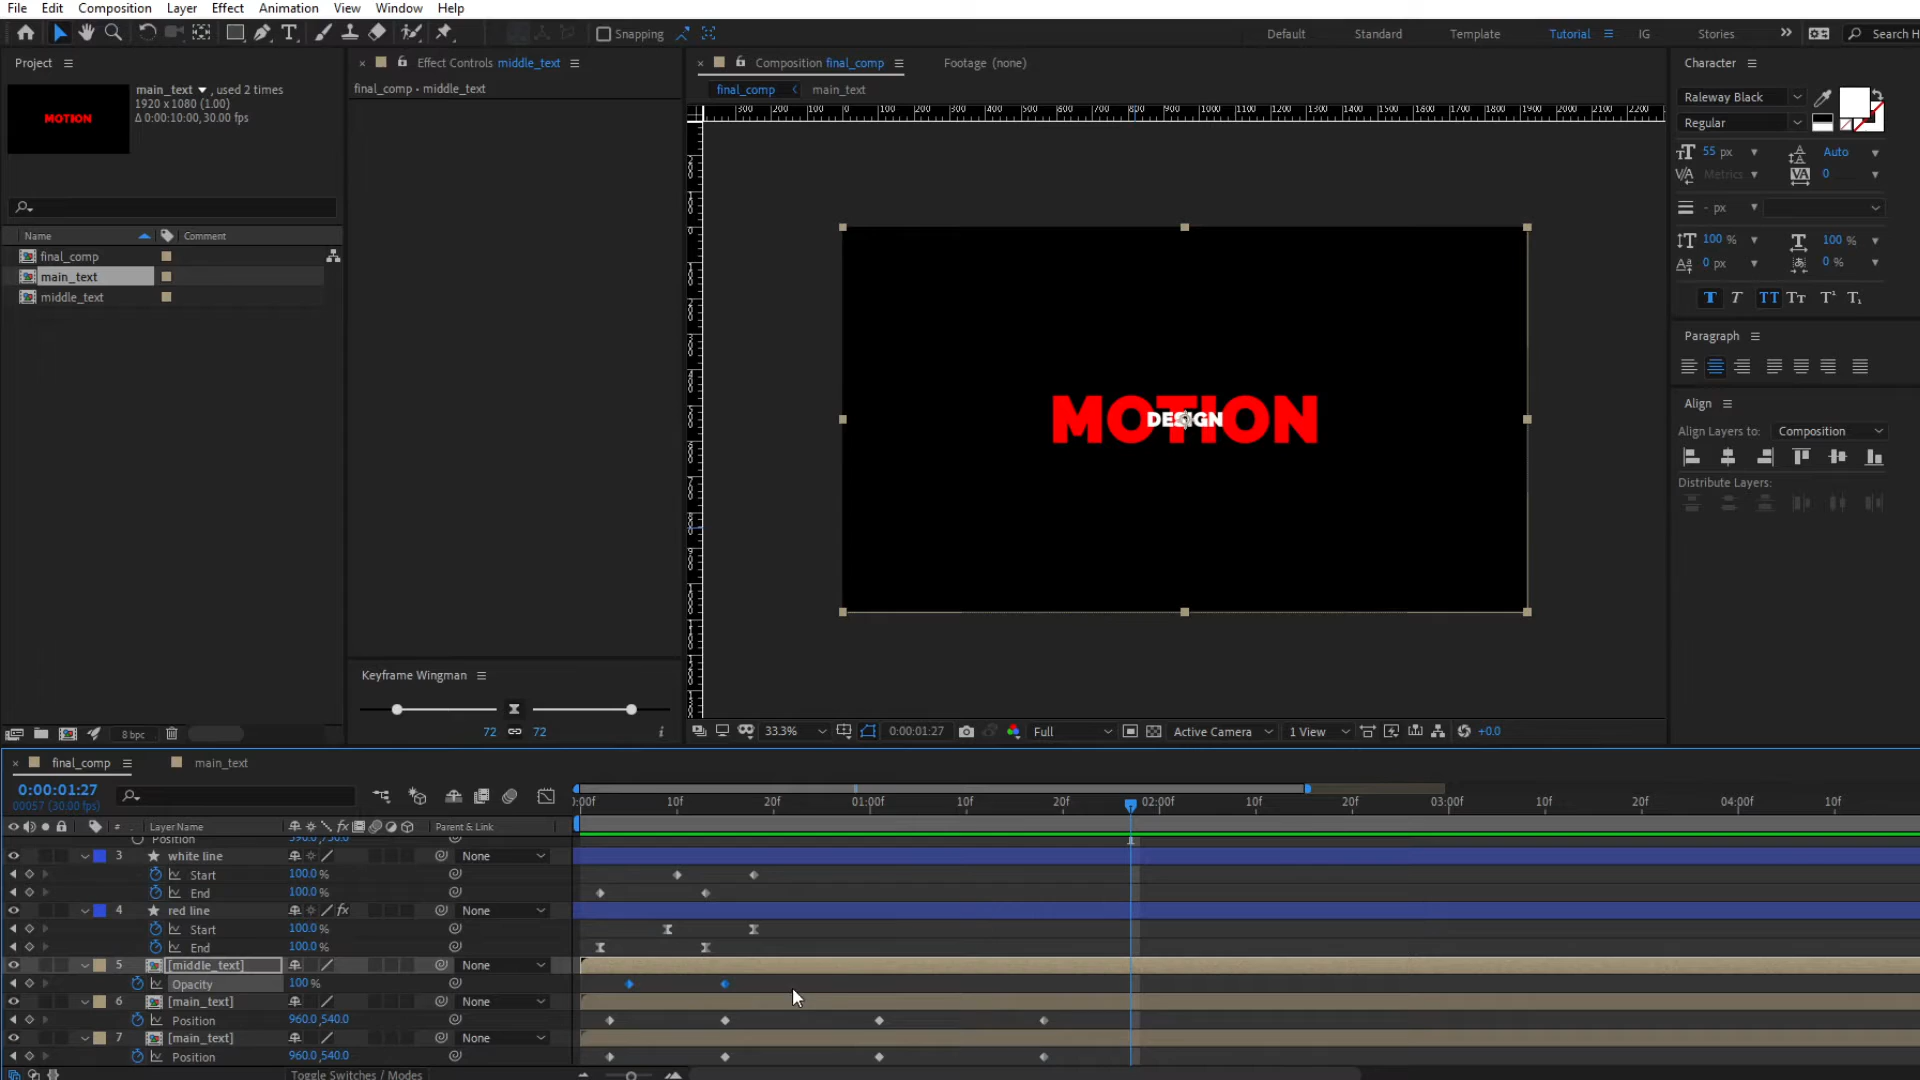 File Edit Composition Layer Effect Animation View Window Help
Snapping Default Standard Template Tutorial IG Stories Search H
Project
main_text, used 2 times
1920 x 1080 (1.00)
Δ 0:00:10:00, 30.00 fps
MOTION
Name Comment
final_comp
main_text
middle_text
8 bpc
Effect Controls middle_text
final_comp • middle_text
Keyframe Wingman
72 72
Composition final_comp Footage (none)
final_comp main_text
MOTION
DESIGN
33.3% 0:00:01:27 Full Active Camera 1 View +0.0
Character
Raleway Black
Regular
55 px Auto
Metrics 0
- px
100 % 100 %
0 px 0 %
Paragraph
Align
Align Layers to: Composition
Distribute Layers:
final_comp main_text
0:00:01:27
00057 (30.00 fps)
:00f 10f 20f 01:00f 10f 20f 02:00f 10f 20f 03:00f 10f 20f 04:00f 10f
# Layer Name Parent & Link
Position
3 white line None
Start 100.0 %
End 100.0 %
4 red line None
Start 100.0 %
End 100.0 %
5 [middle_text] None
Opacity 100 %
6 [main_text] None
Position 960.0,540.0
7 [main_text] None
Position 960.0,540.0
Toggle Switches / Modes